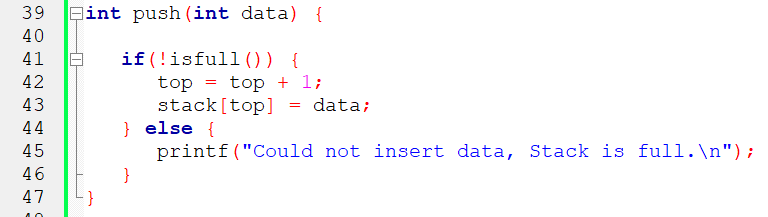 39 int push(int data) {
40
41 if(!isfull()) {
42 top = top + 1;
43 stack[top] = data;
44 } else {
45 printf("Could not insert data, Stack is full.\n");
46 }
47 }